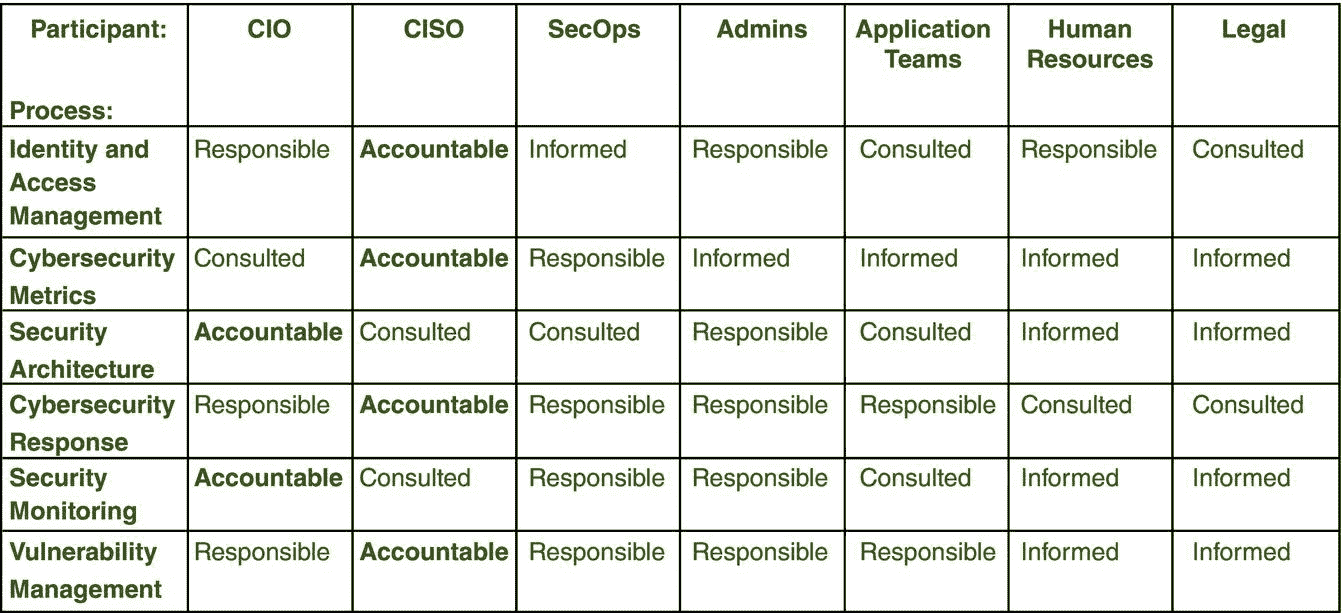 Participant: CIO CISO SecOps Admins Application Human Legal
Teams Resources
Process:
Identity and Responsible Accountable Informed Responsible Consulted Responsible Consulted
Access
Management
Cybersecurity Consulted Accountable Responsible Informed Informed Informed Informed
Metrics
Security Accountable Consulted Consulted Responsible Consulted Informed Informed
Architecture
Cybersecurity Responsible Accountable Responsible Responsible Responsible Consulted Consulted
Response
Security Accountable Consulted Responsible Responsible Consulted Informed Informed
Monitoring
Vulnerability Responsible Accountable Responsible Responsible Responsible Informed Informed
Management